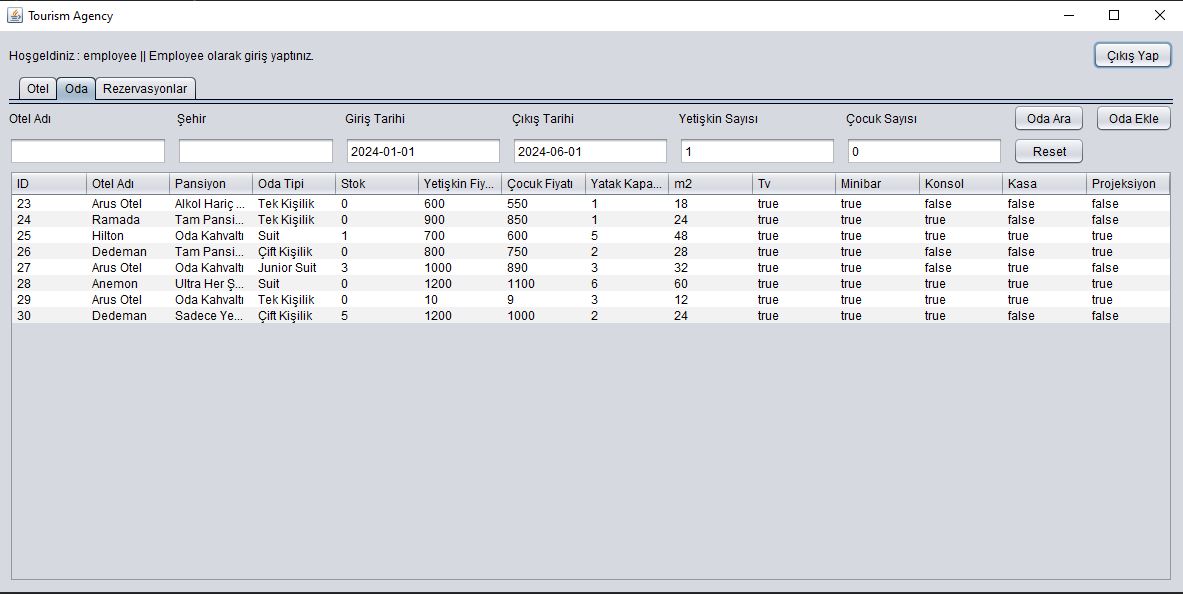 Tourism Agency
Hoşgeldiniz : employee || Employee olarak giriş yaptınız.
Çıkış Yap
Otel Oda Rezervasyonlar
Otel Adı Şehir Giriş Tarihi Çıkış Tarihi Yetişkin Sayısı Çocuk Sayısı Oda Ara Oda Ekle
2024-01-01 2024-06-01 1 0 Reset
ID Otel Adı Pansiyon Oda Tipi Stok Yetişkin Fiy... Çocuk Fiyatı Yatak Kapa... m2 Tv Minibar Konsol Kasa Projeksiyon
23 Arus Otel Alkol Hariç ... Tek Kişilik 0 600 550 1 18 true true false false false
24 Ramada Tam Pansi... Tek Kişilik 0 900 850 1 24 true true true false false
25 Hilton Oda Kahvaltı Suit 1 700 600 5 48 true true true true true
26 Dedeman Tam Pansi... Çift Kişilik 0 800 750 2 28 true true false false true
27 Arus Otel Oda Kahvaltı Junior Suit 3 1000 890 3 32 true true false true false
28 Anemon Ultra Her Ş... Suit 0 1200 1100 6 60 true true true true true
29 Arus Otel Oda Kahvaltı Tek Kişilik 0 10 9 3 12 true true true true true
30 Dedeman Sadece Ye... Çift Kişilik 5 1200 1000 2 24 true true true false false